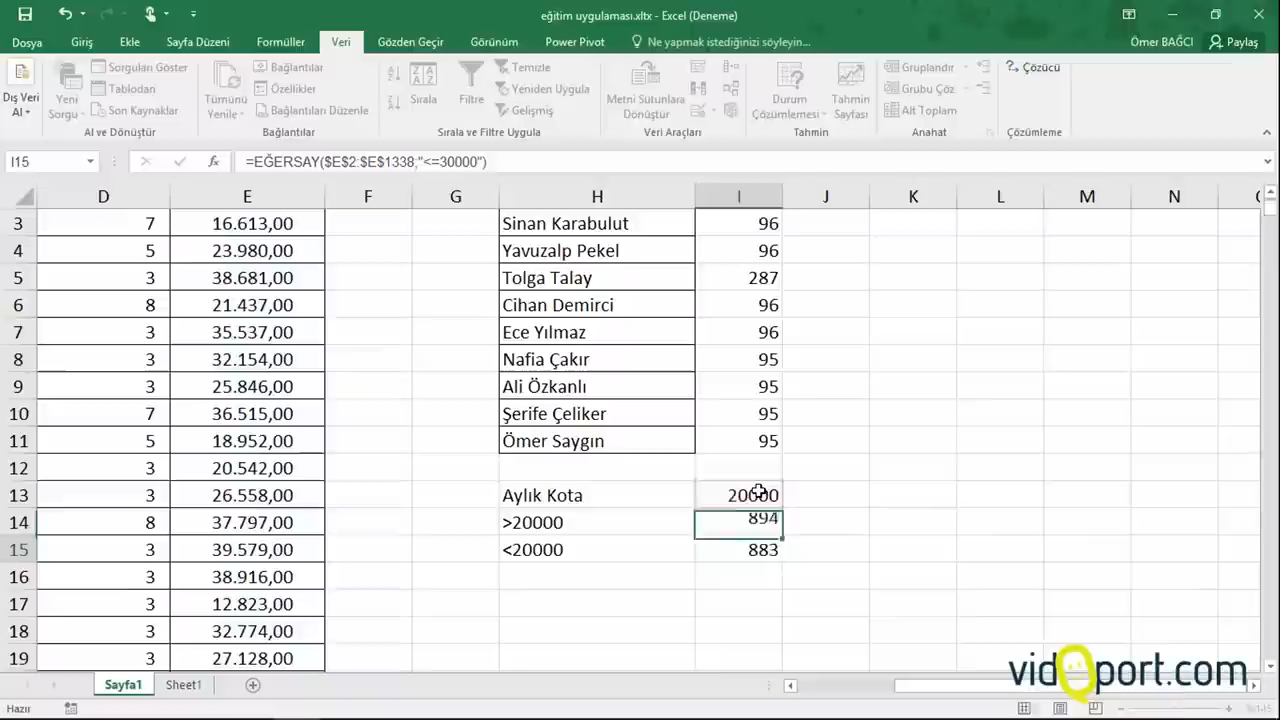 eğitim uygulaması.xltx - Excel (Deneme)
Dosya Giriş Ekle Sayfa Düzeni Formüller Veri Gözden Geçir Görünüm Power Pivot Ne yapmak istediğinizi söyleyin... Ömer BAĞCI Paylaş
Dış Veri Al
Yeni Sorgu
Sorguları Göster
Tablodan
Son Kaynaklar
Al ve Dönüştür
Tümünü Yenile
Bağlantılar
Özellikler
Bağlantıları Düzenle
Bağlantılar
Sırala
Filtre
Temizle
Yeniden Uygula
Gelişmiş
Sırala ve Filtre Uygula
Metni Sütunlara Dönüştür
Veri Araçları
Durum Çözümlemesi
Tahmin Sayfası
Tahmin
Gruplandır
Grubu Çöz
Alt Toplam
Anahat
Çözücü
Çözümleme
I15 fx =EĞERSAY($E$2:$E$1338;"<=30000")
D E F G H I J K L M N
3 7 16.613,00 Sinan Karabulut 96
4 5 23.980,00 Yavuzalp Pekel 96
5 3 38.681,00 Tolga Talay 287
6 8 21.437,00 Cihan Demirci 96
7 3 35.537,00 Ece Yılmaz 96
8 3 32.154,00 Nafia Çakır 95
9 3 25.846,00 Ali Özkanlı 95
10 7 36.515,00 Şerife Çeliker 95
11 5 18.952,00 Ömer Saygın 95
12 3 20.542,00
13 3 26.558,00 Aylık Kota 20000
14 8 37.797,00 >20000 894
15 3 39.579,00 <20000 883
16 3 38.916,00
17 3 12.823,00
18 3 32.774,00
19 3 27.128,00
Sayfa1 Sheet1
Hazır
vidoport.com